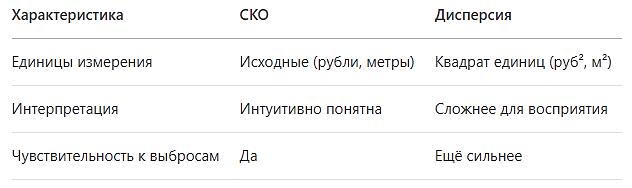 Характеристика СКО Дисперсия
Единицы измерения Исходные (рубли, метры) Квадрат единиц (руб², м²)
Интерпретация Интуитивно понятна Сложнее для восприятия
Чувствительность к выбросам Да Ещё сильнее